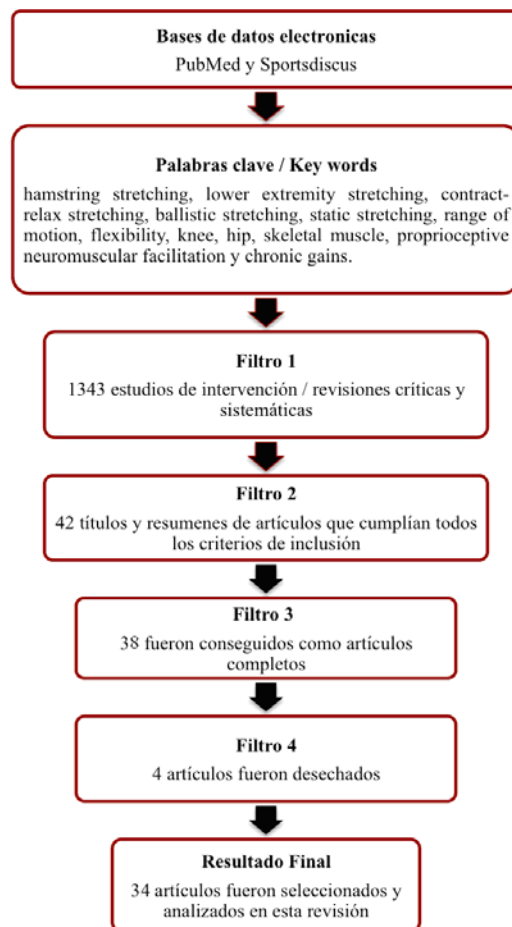 Bases de datos electronicas
PubMed y Sportsdiscus
Palabras clave / Key words
hamstring stretching, lower extremity stretching, contract-
relax stretching, ballistic stretching, static stretching, range of
motion, flexibility, knee, hip, skeletal muscle, proprioceptive
neuromuscular facilitation y chronic gains.
Filtro 1
1343 estudios de intervención / revisiones críticas y
sistemáticas
Filtro 2
42 títulos y resumenes de artículos que cumplían todos
los criterios de inclusión
Filtro 3
38 fueron conseguidos como artículos
completos
Filtro 4
4 artículos fueron desechados
Resultado Final
34 artículos fueron seleccionados y
analizados en esta revisión